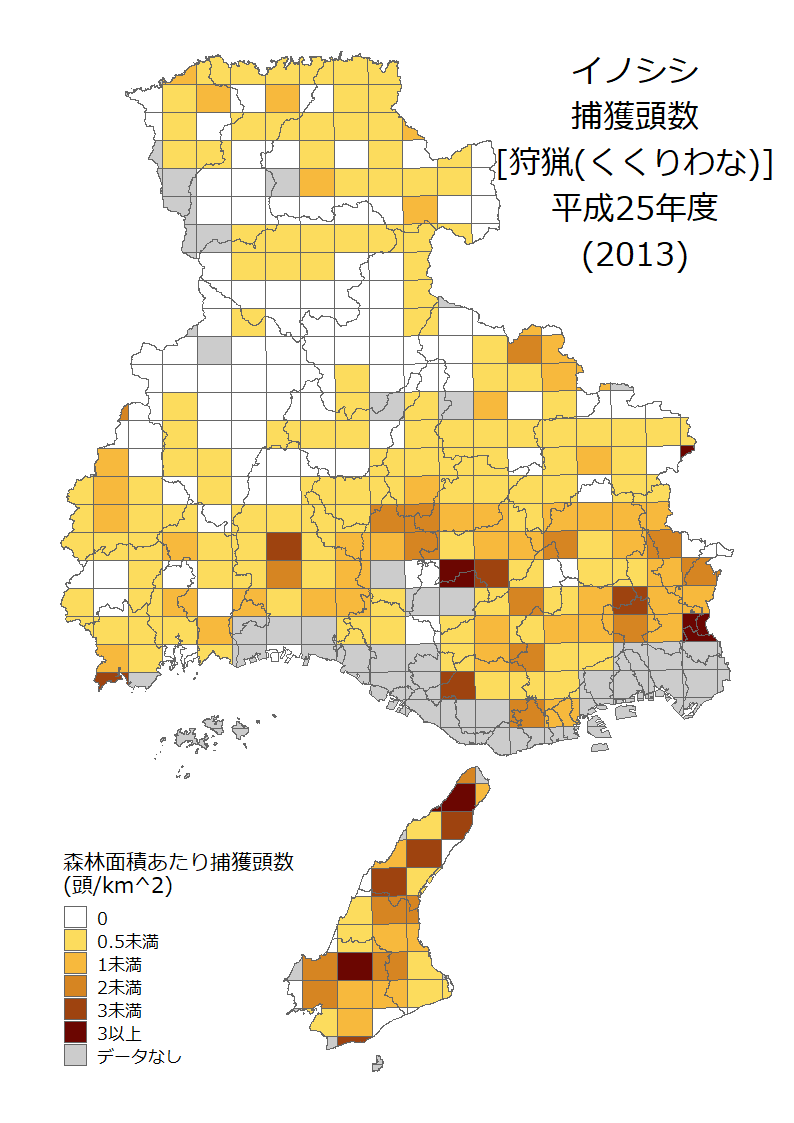 イノシシ
捕獲頭数
[狩猟(くくりわな)]
平成25年度
(2013)
森林面積あたり捕獲頭数
(頭/km^2)
0
0.5未満
1未満
2未満
3未満
3以上
データなし